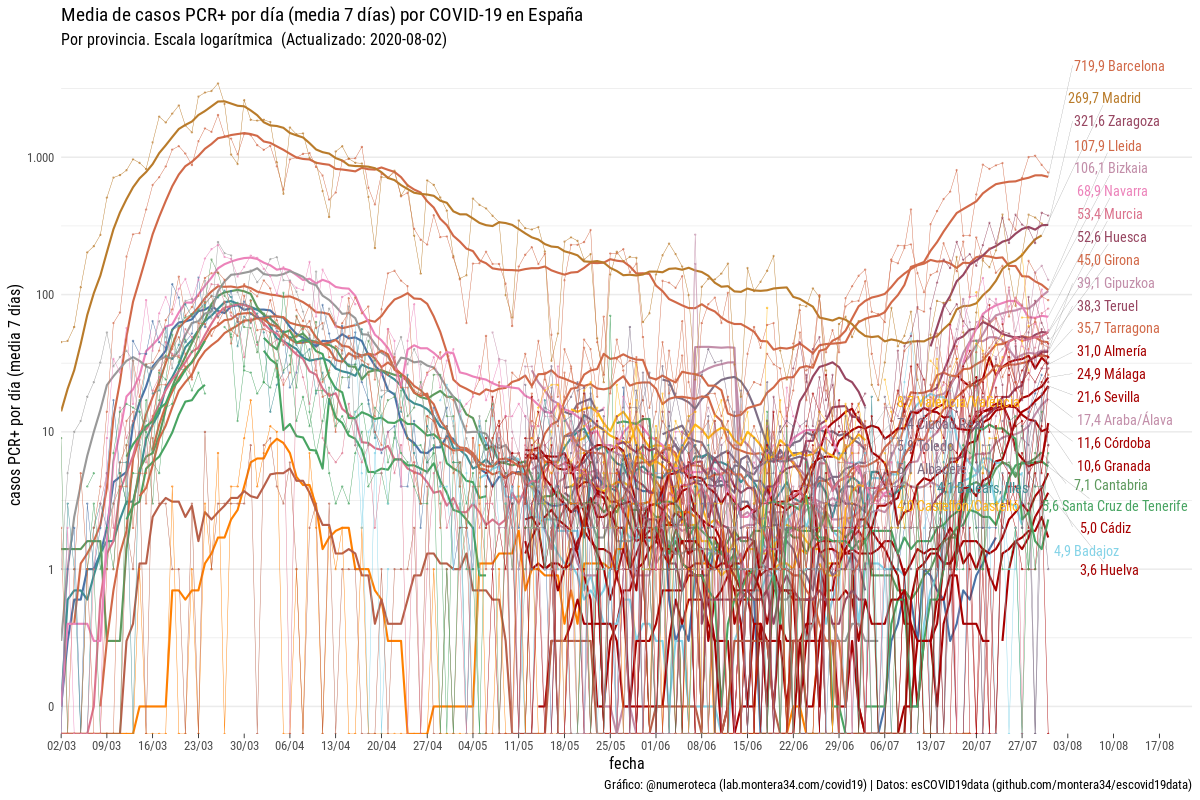 Media de casos PCR+ por día (media 7 días) por COVID-19 en España
Por provincia. Escala logarítmica  (Actualizado: 2020-08-02)
casos PCR+ por día (media 7 días)
1.000
100
10
1
0
719,9 Barcelona
269,7 Madrid
321,6 Zaragoza
107,9 Lleida
106,1 Bizkaia
68,9 Navarra
53,4 Murcia
52,6 Huesca
45,0 Girona
39,1 Gipuzkoa
38,3 Teruel
35,7 Tarragona
31,0 Almería
24,9 Málaga
21,6 Sevilla
17,4 Araba/Álava
11,6 Córdoba
10,6 Granada
7,1 Cantabria
5,6 Santa Cruz de Tenerife
5,0 Cádiz
4,9 Badajoz
3,6 Huelva
Toledo
02/03 09/03 16/03 23/03 30/03 06/04 13/04 20/04 27/04 04/05 11/05 18/05 25/05 01/06 08/06 15/06 22/06 29/06 06/07 13/07 20/07 27/07 03/08 10/08 17/08
fecha
Gráfico: @numeroteca (lab.montera34.com/covid19) | Datos: esCOVID19data (github.com/montera34/escovid19data)